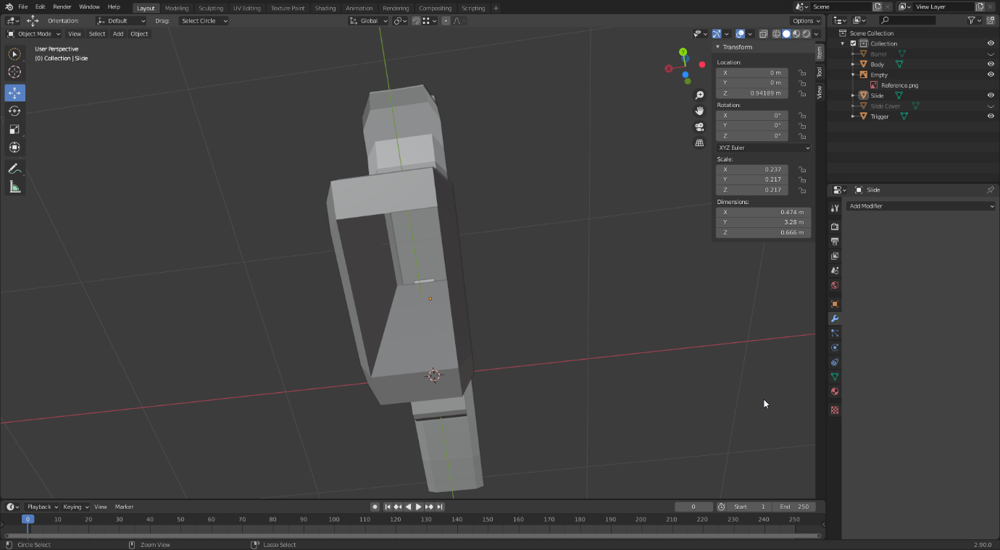 File Edit Render Window Help Layout Modeling Sculpting UV Editing Texture Paint Shading Animation Rendering Compositing Scripting + Scene View Layer
Orientation: Default Drag: Select Circle Global Options
Object Mode View Select Add Object
User Perspective
(0) Collection | Slide
Y
X
Transform
Location:
X 0 m
Y 0 m
Z 0.94189 m
Rotation:
X 0°
Y 0°
Z 0°
XYZ Euler
Scale:
X 0.237
Y 0.217
Z 0.217
Dimensions:
X 0.474 m
Y 3.28 m
Z 0.666 m
Item
Tool
View
Scene Collection
Collection
Barrel
Body
Empty
Reference.png
Slide
Slide Cover
Trigger
Slide
Add Modifier
Playback Keying View Marker 0 Start 1 End 250
0 10 20 30 40 50 60 70 80 90 100 110 120 130 140 150 160 170 180 190 200 210 220 230 240 250
Circle Select Zoom View Lasso Select 2.90.0